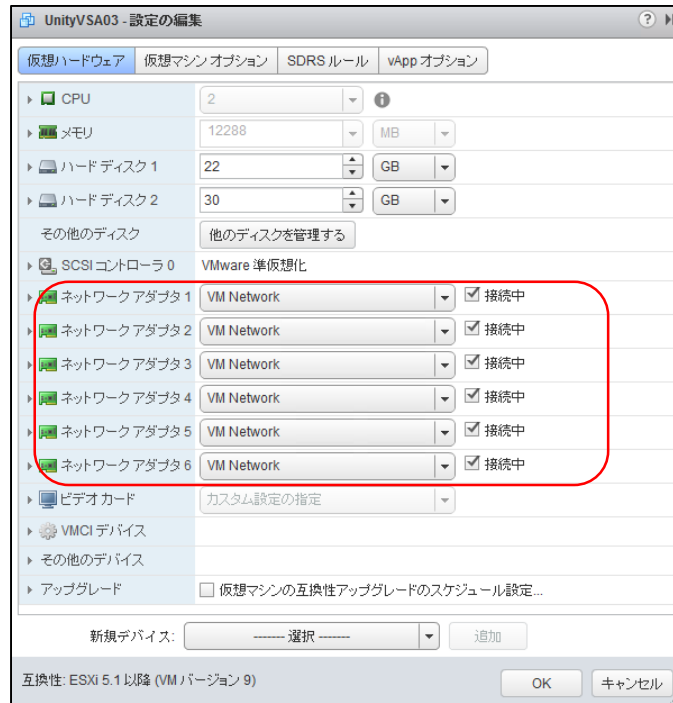 UnityVSA03 - 設定の編集 ?
仮想ハードウェア 仮想マシン オプション SDRS ルール vApp オプション
CPU 2
メモリ 12288 MB
ハード ディスク 1 22 GB
ハード ディスク 2 30 GB
その他のディスク 他のディスクを管理する
SCSI コントローラ 0 VMware 準仮想化
ネットワーク アダプタ 1 VM Network 接続中
ネットワーク アダプタ 2 VM Network 接続中
ネットワーク アダプタ 3 VM Network 接続中
ネットワーク アダプタ 4 VM Network 接続中
ネットワーク アダプタ 5 VM Network 接続中
ネットワーク アダプタ 6 VM Network 接続中
ビデオ カード カスタム設定の指定
VMCI デバイス
その他のデバイス
アップグレード 仮想マシンの互換性アップグレードのスケジュール設定...
新規デバイス: ------- 選択 ------- 追加
互換性: ESXi 5.1 以降 (VM バージョン 9) OK キャンセル